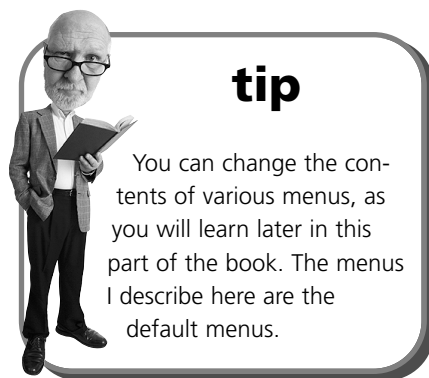 tip
You can change the con-
tents of various menus, as
you will learn later in this
part of the book. The menus
I describe here are the
default menus.